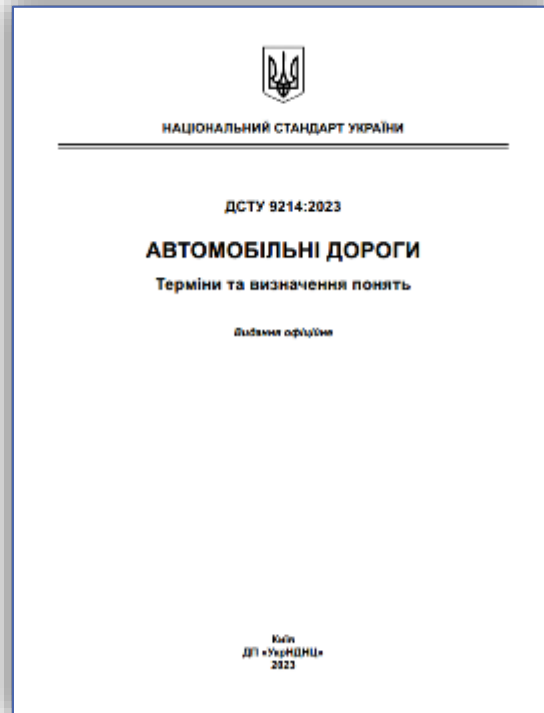 НАЦІОНАЛЬНИЙ СТАНДАРТ УКРАЇНИ
ДСТУ 9214:2023
АВТОМОБІЛЬНІ ДОРОГИ
Терміни та визначення понять
Видання офіційне
Київ
ДП «УкрНДНЦ»
2023